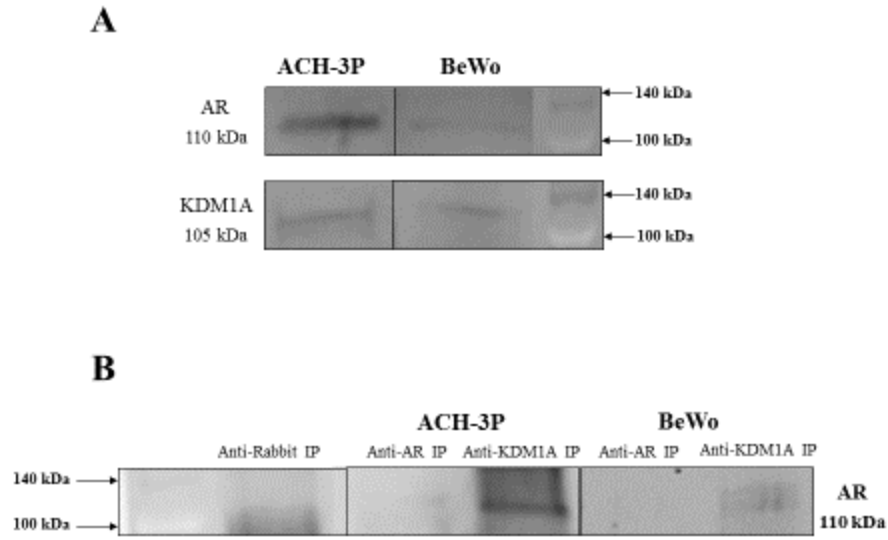 A
ACH-3P BeWo
AR
110 kDa
140 kDa
100 kDa
KDM1A
105 kDa
140 kDa
100 kDa
B
ACH-3P BeWo
Anti-Rabbit IP Anti-AR IP Anti-KDM1A IP Anti-AR IP Anti-KDM1A IP
140 kDa
100 kDa
AR
110 kDa